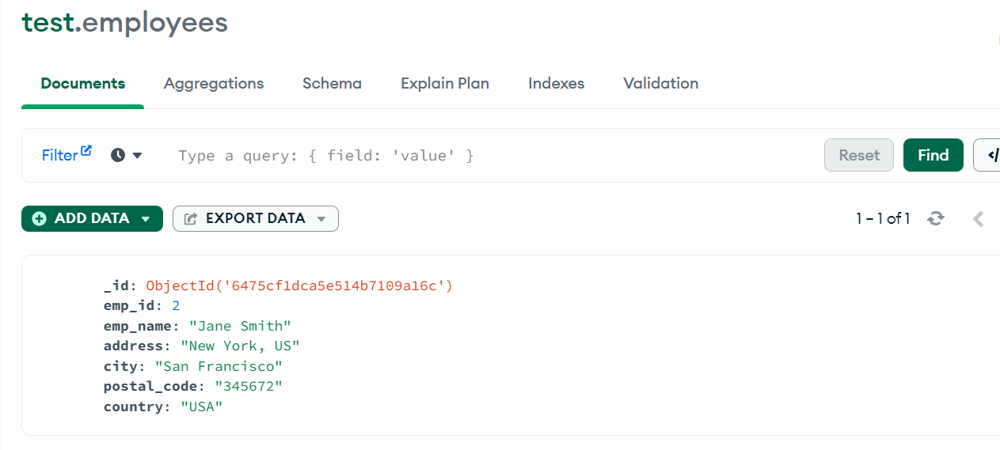 test.employees
Documents Aggregations Schema Explain Plan Indexes Validation
Filter Type a query: { field: 'value' } Reset Find </
ADD DATA EXPORT DATA 1 – 1 of 1
_id: ObjectId('6475cf1dca5e514b7109a16c')
emp_id: 2
emp_name: "Jane Smith"
address: "New York, US"
city: "San Francisco"
postal_code: "345672"
country: "USA"